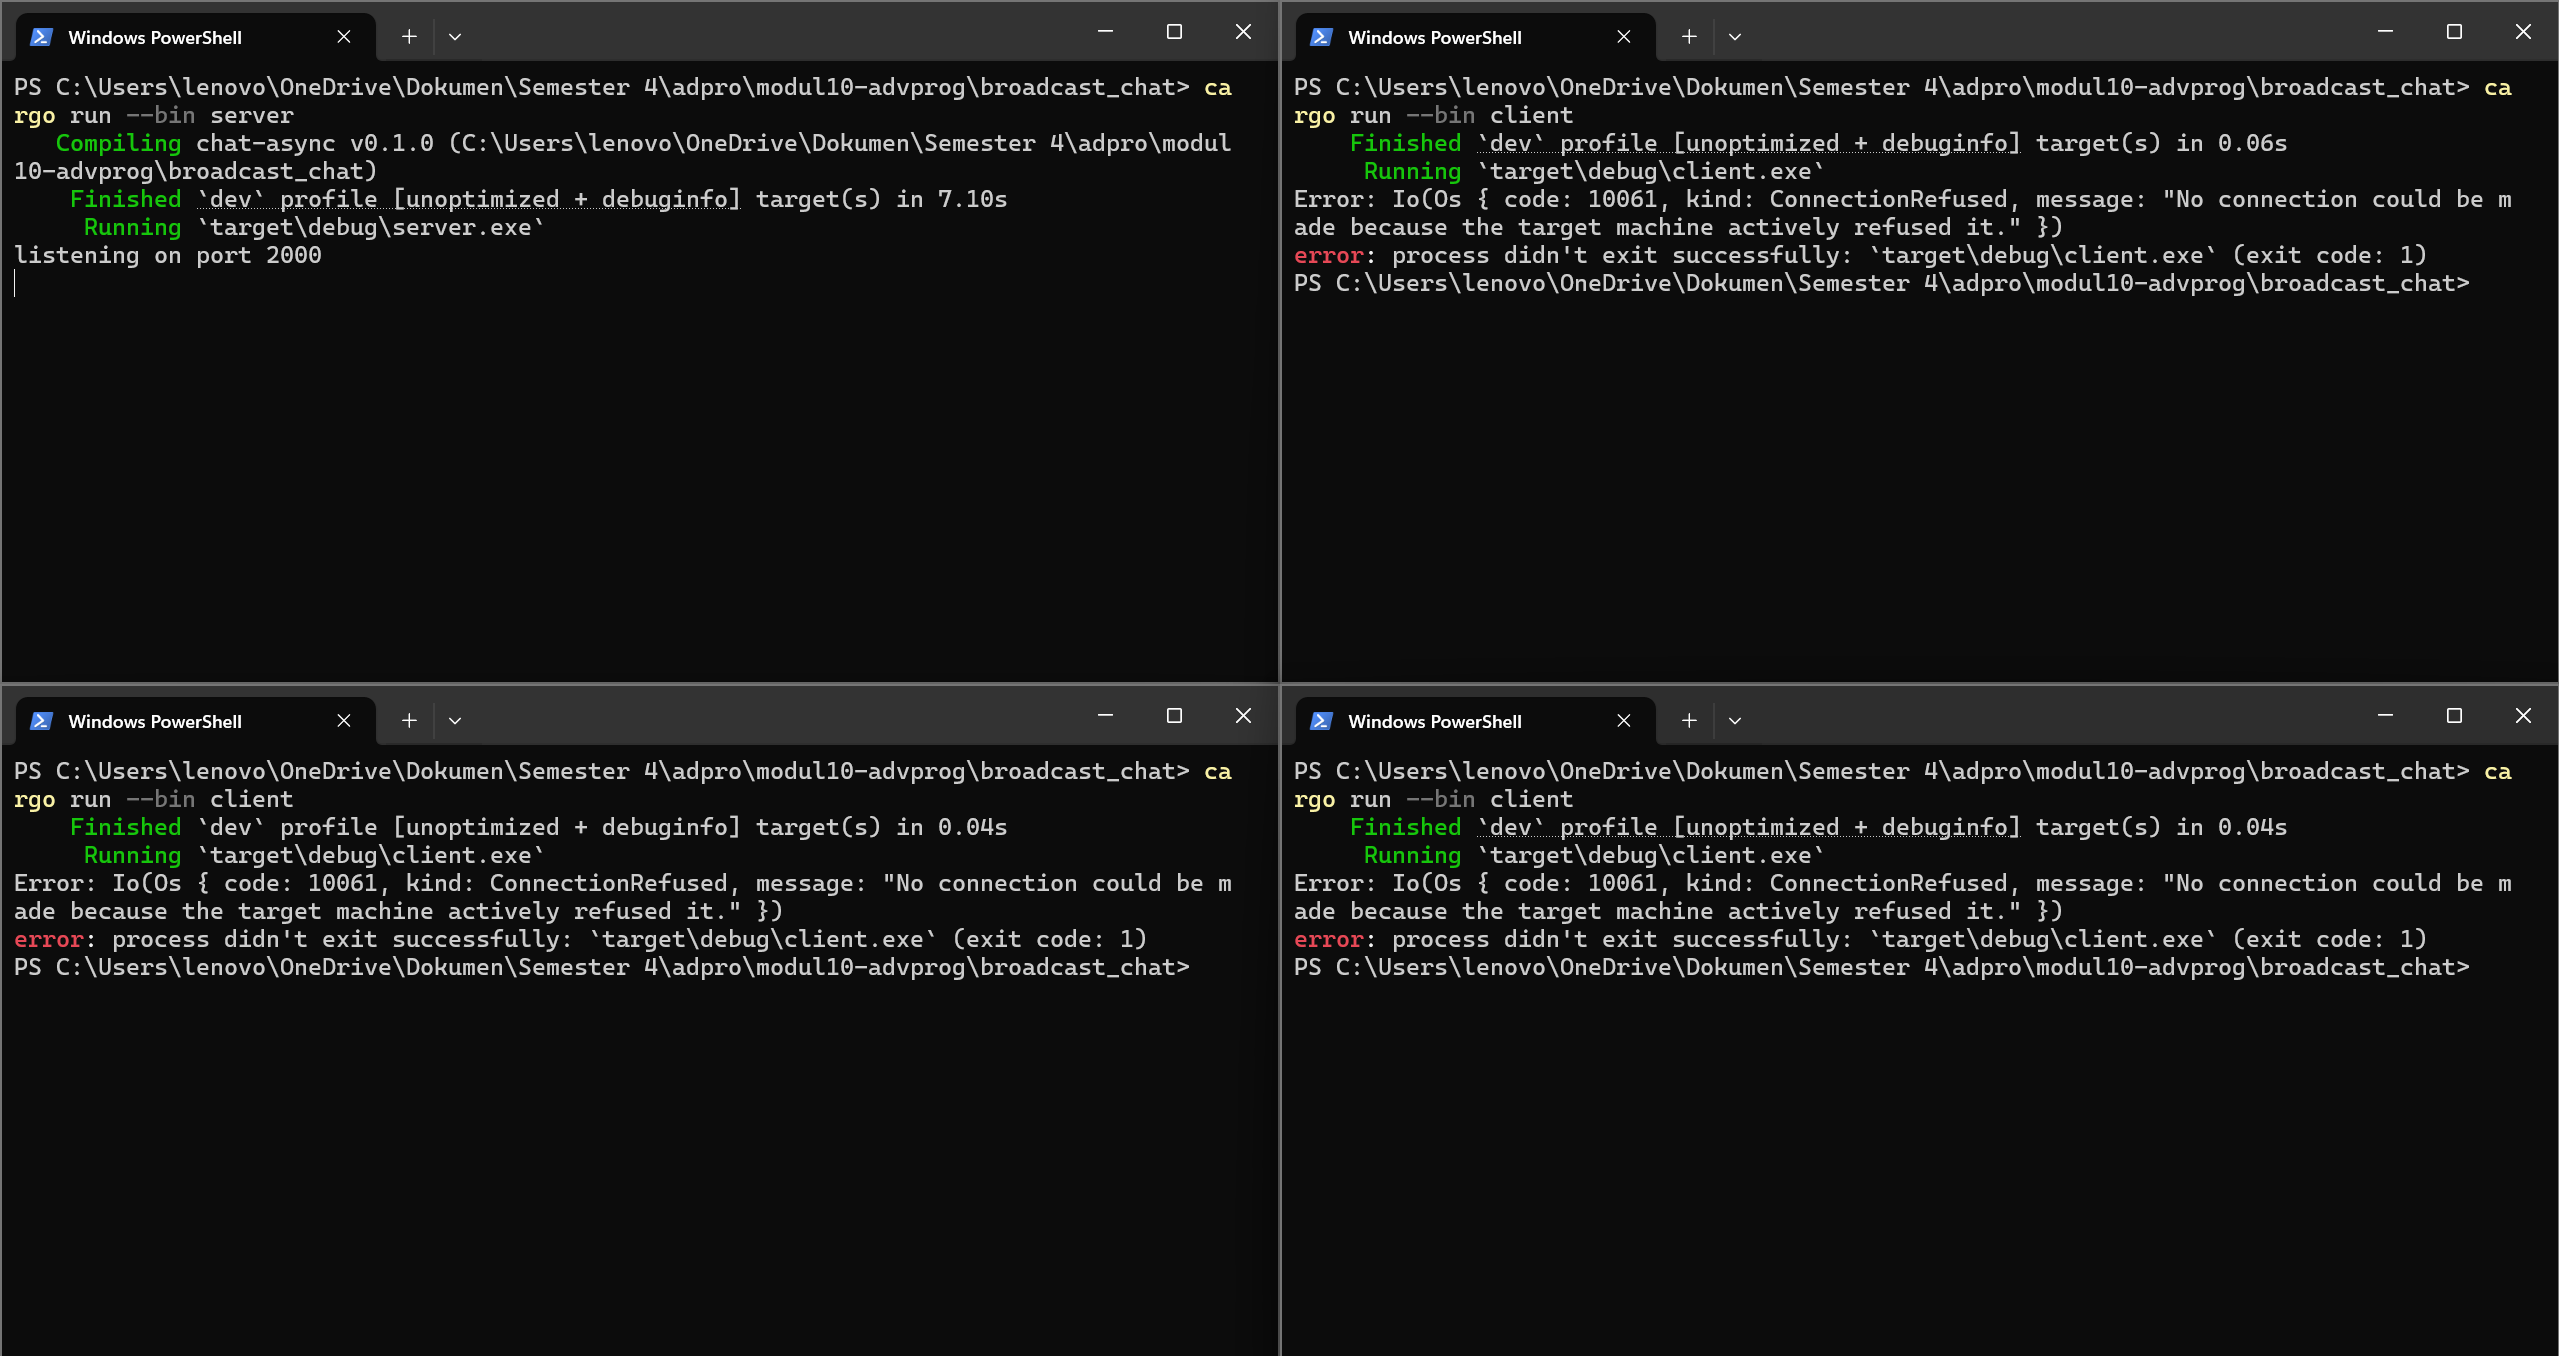 Windows PowerShell
PS C:\Users\lenovo\OneDrive\Dokumen\Semester 4\adpro\modul10-advprog\broadcast_chat> ca
rgo run --bin server
Compiling chat-async v0.1.0 (C:\Users\lenovo\OneDrive\Dokumen\Semester 4\adpro\modul
10-advprog\broadcast_chat)
Finished `dev` profile [unoptimized + debuginfo] target(s) in 7.10s
Running `target\debug\server.exe`
listening on port 2000
Windows PowerShell
PS C:\Users\lenovo\OneDrive\Dokumen\Semester 4\adpro\modul10-advprog\broadcast_chat> ca
rgo run --bin client
Finished `dev` profile [unoptimized + debuginfo] target(s) in 0.06s
Running `target\debug\client.exe`
Error: Io(Os { code: 10061, kind: ConnectionRefused, message: "No connection could be m
ade because the target machine actively refused it." })
error: process didn't exit successfully: `target\debug\client.exe` (exit code: 1)
PS C:\Users\lenovo\OneDrive\Dokumen\Semester 4\adpro\modul10-advprog\broadcast_chat>
Windows PowerShell
PS C:\Users\lenovo\OneDrive\Dokumen\Semester 4\adpro\modul10-advprog\broadcast_chat> ca
rgo run --bin client
Finished `dev` profile [unoptimized + debuginfo] target(s) in 0.04s
Running `target\debug\client.exe`
Error: Io(Os { code: 10061, kind: ConnectionRefused, message: "No connection could be m
ade because the target machine actively refused it." })
error: process didn't exit successfully: `target\debug\client.exe` (exit code: 1)
PS C:\Users\lenovo\OneDrive\Dokumen\Semester 4\adpro\modul10-advprog\broadcast_chat>
Windows PowerShell
PS C:\Users\lenovo\OneDrive\Dokumen\Semester 4\adpro\modul10-advprog\broadcast_chat> ca
rgo run --bin client
Finished `dev` profile [unoptimized + debuginfo] target(s) in 0.04s
Running `target\debug\client.exe`
Error: Io(Os { code: 10061, kind: ConnectionRefused, message: "No connection could be m
ade because the target machine actively refused it." })
error: process didn't exit successfully: `target\debug\client.exe` (exit code: 1)
PS C:\Users\lenovo\OneDrive\Dokumen\Semester 4\adpro\modul10-advprog\broadcast_chat>